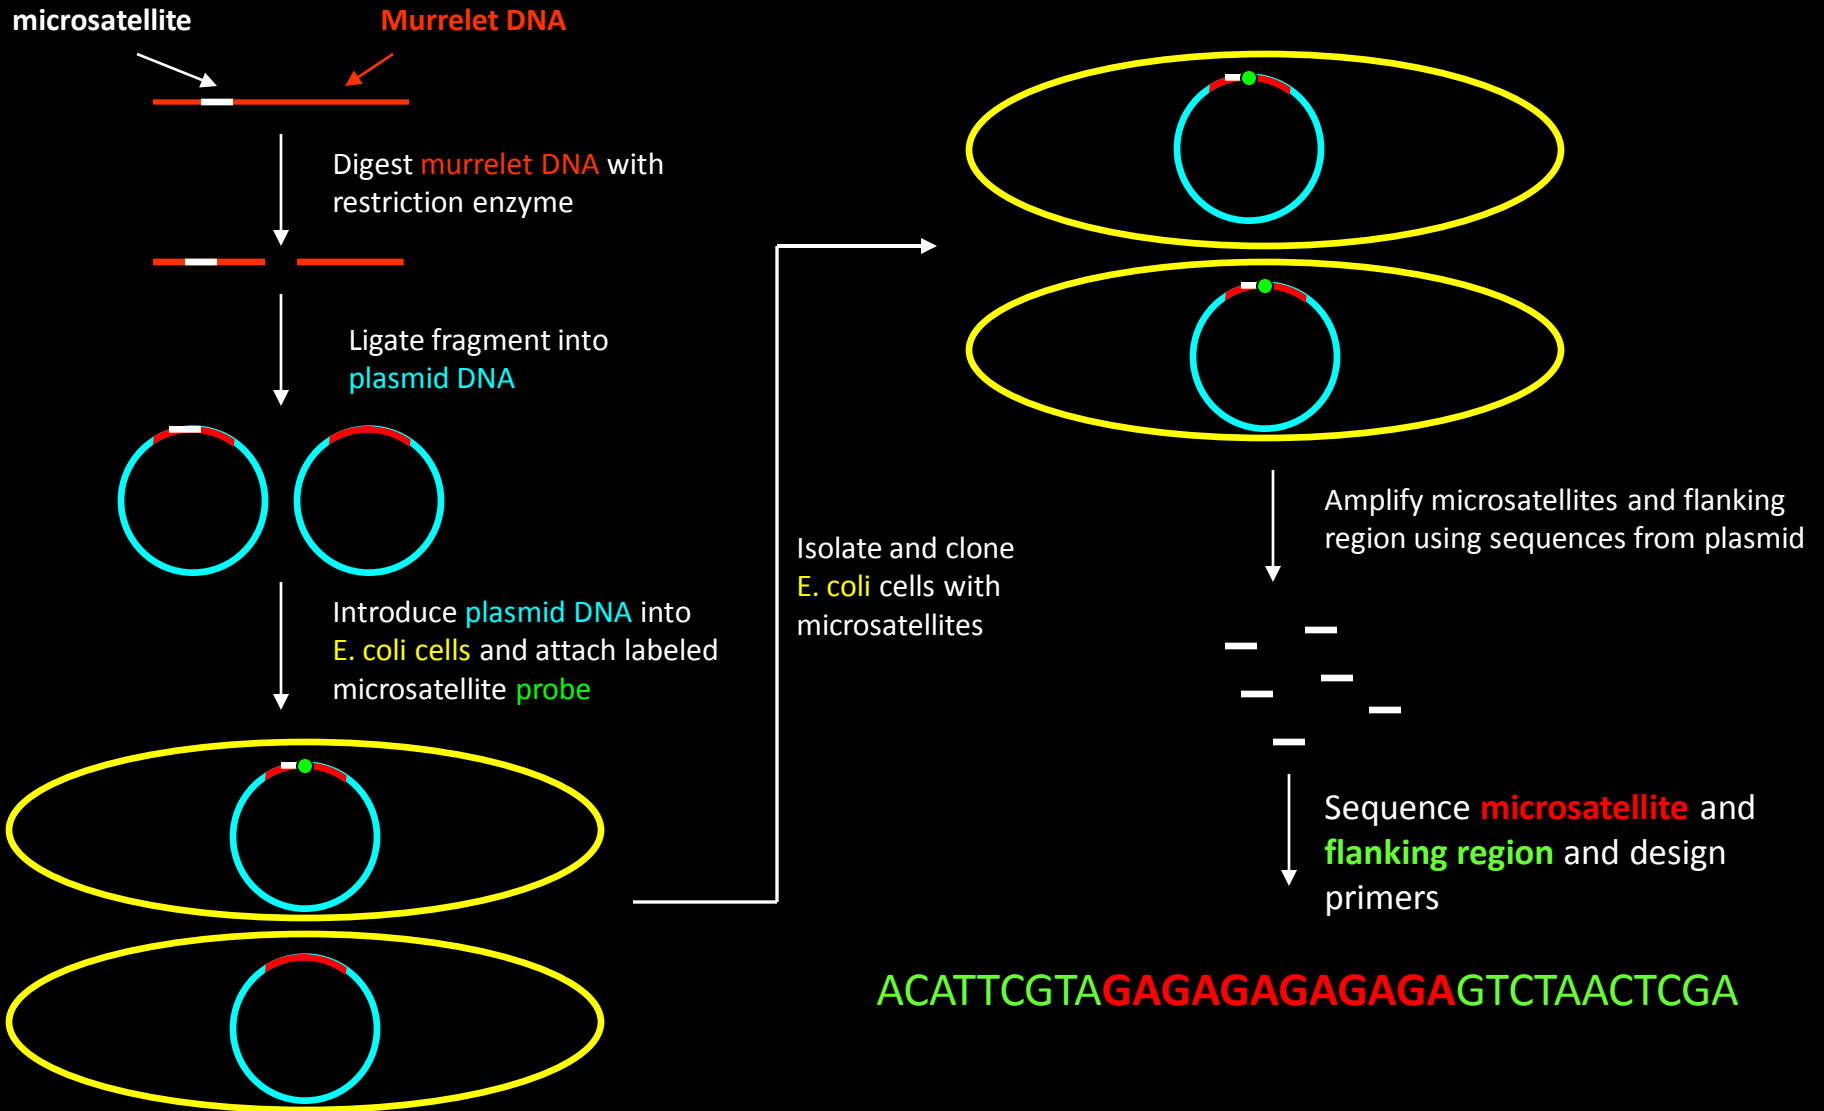 microsatellite
Murrelet DNA
Digest murrelet DNA with
restriction enzyme
Ligate fragment into
plasmid DNA
Introduce plasmid DNA into
E. coli cells and attach labeled
microsatellite probe
Isolate and clone
E. coli cells with
microsatellites
Amplify microsatellites and flanking
region using sequences from plasmid
Sequence microsatellite and
flanking region and design
primers
ACATTCGTAGAGAGAGAGAGAGTCTAACTCGA